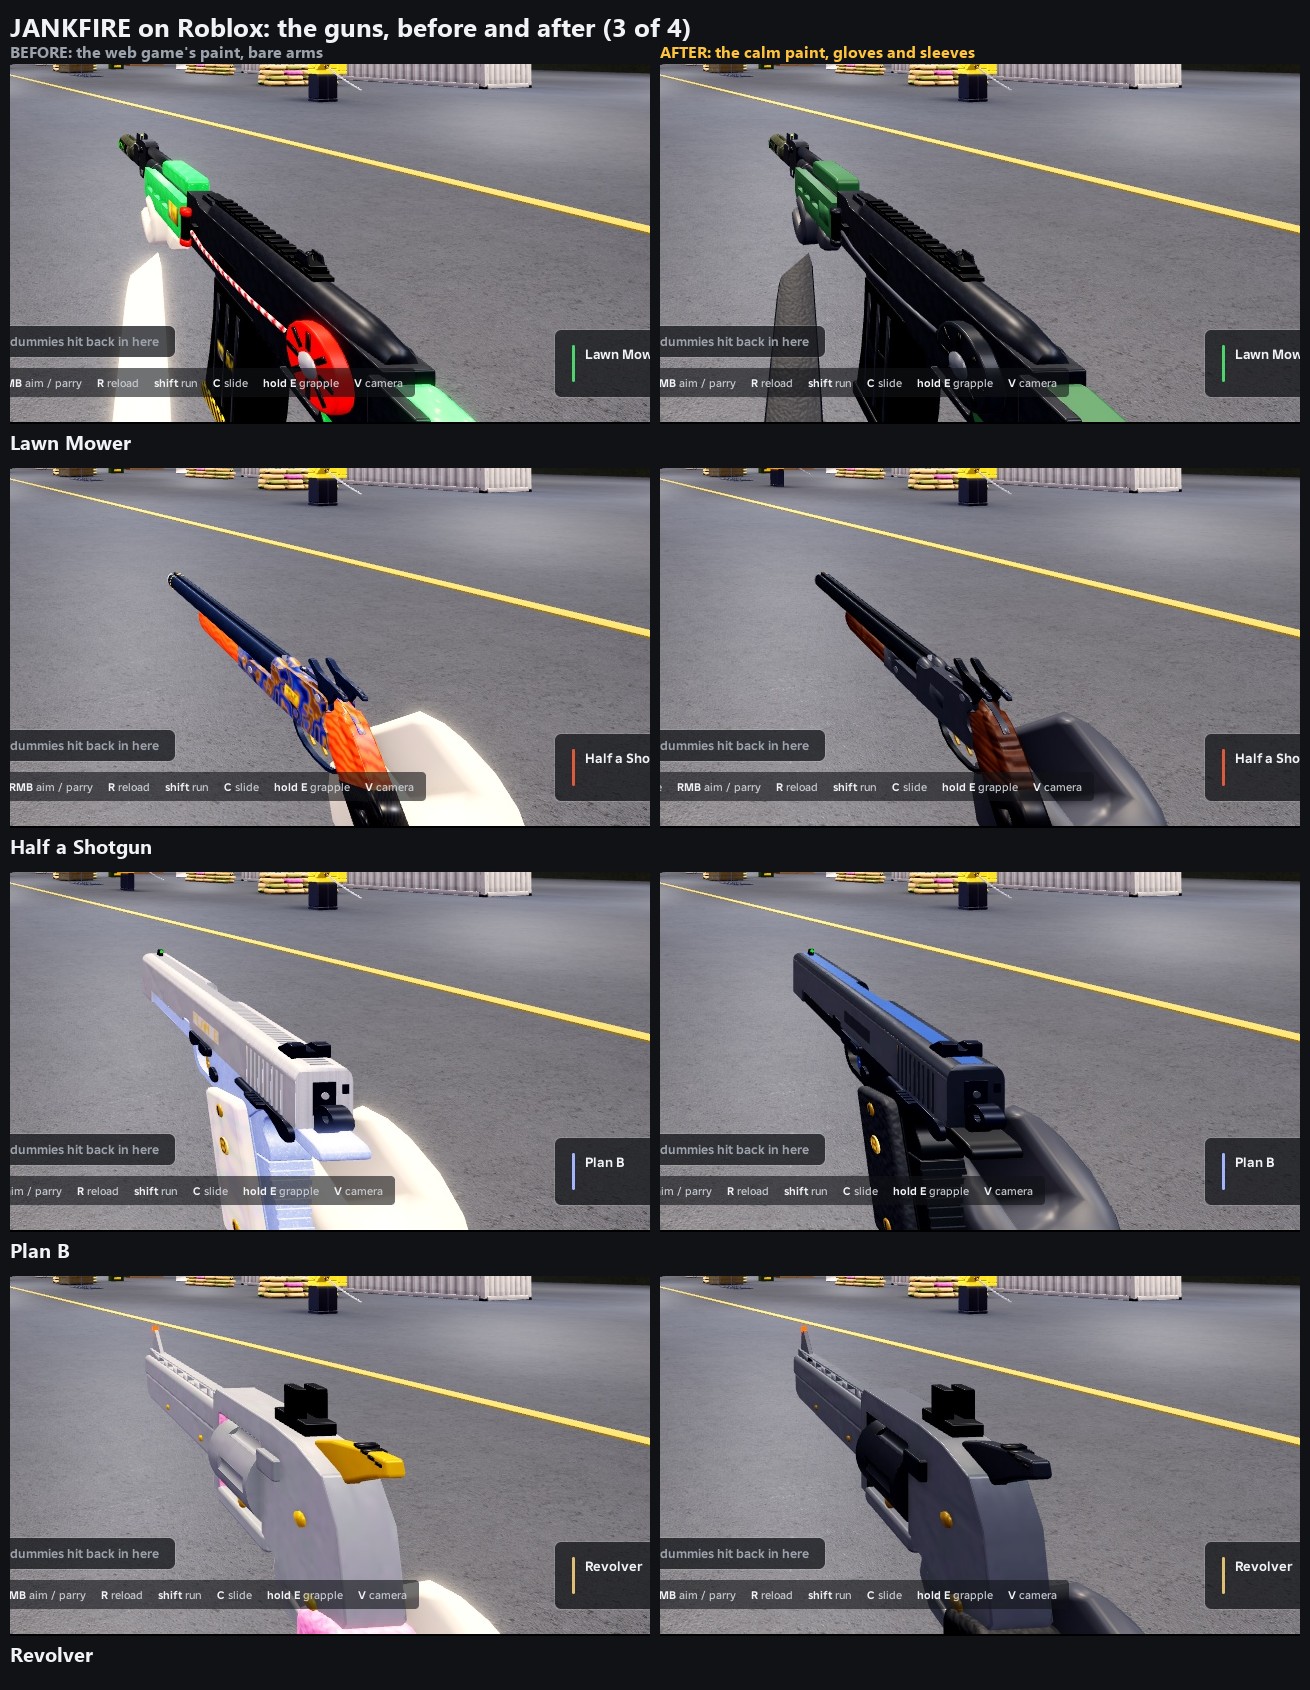 JANKFIRE on Roblox: the guns, before and after (3 of 4)
BEFORE: the web game's paint, bare arms
AFTER: the calm paint, gloves and sleeves
dummies hit back in here
MB aim / parry R reload shift run C slide hold E grapple V camera
Lawn Mow
dummies hit back in here
MB aim / parry R reload shift run C slide hold E grapple V camera
Lawn Mow
Lawn Mower
dummies hit back in here
RMB aim / parry R reload shift run C slide hold E grapple V camera
Half a Sho
dummies hit back in here
RMB aim / parry R reload shift run C slide hold E grapple V camera
Half a Sho
Half a Shotgun
dummies hit back in here
im / parry R reload shift run C slide hold E grapple V camera
Plan B
dummies hit back in here
im / parry R reload shift run C slide hold E grapple V camera
Plan B
Plan B
dummies hit back in here
MB aim / parry R reload shift run C slide hold E grapple V camera
Revolver
dummies hit back in here
MB aim / parry R reload shift run C slide hold E grapple V camera
Revolver
Revolver